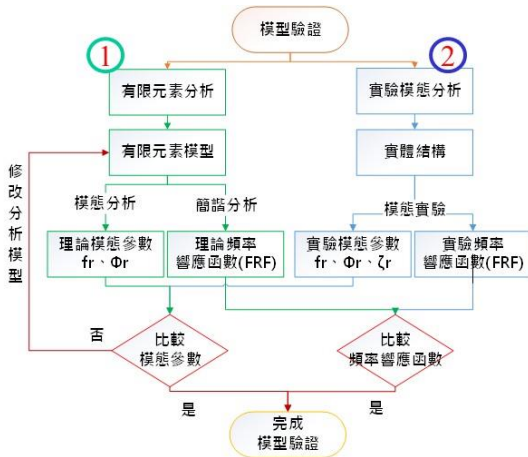 模型驗證
1
2
有限元素分析
實驗模態分析
有限元素模型
實體結構
修改分析模型
模態分析
簡諧分析
模態實驗
理論模態參數
fr、Φr
理論頻率
響應函數(FRF)
實驗模態參數
fr、Φr、ζr
實驗頻率
響應函數(FRF)
否
比較
模態參數
比較
頻率響應函數
是
是
完成
模型驗證